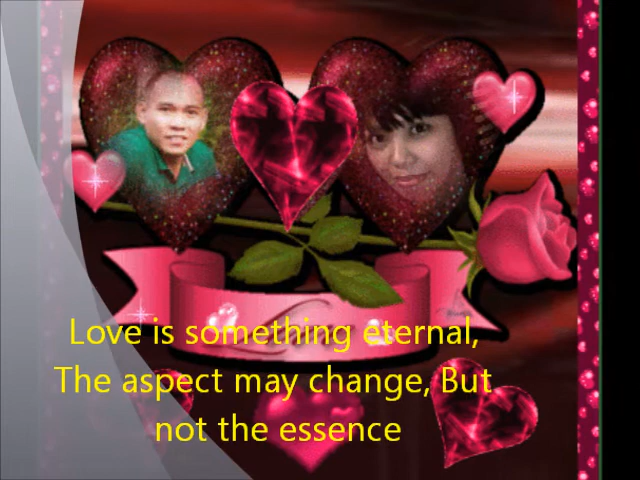 Love is something eternal,
The aspect may change, But
not the essence